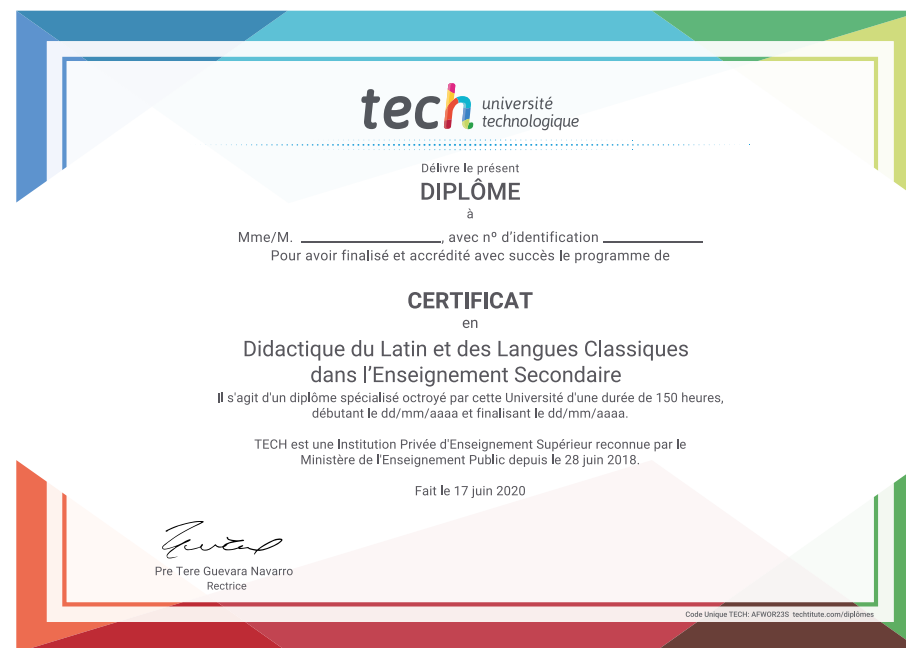 tech université
technologique
Délivre le présent
DIPLÔME
à
Mme/M. ____________________, avec nº d'identification ______________
Pour avoir finalisé et accrédité avec succès le programme de
CERTIFICAT
en
Didactique du Latin et des Langues Classiques
dans l'Enseignement Secondaire
Il s'agit d'un diplôme spécialisé octroyé par cette Université d'une durée de 150 heures,
débutant le dd/mm/aaaa et finalisant le dd/mm/aaaa.
TECH est une Institution Privée d'Enseignement Supérieur reconnue par le
Ministère de l'Enseignement Public depuis le 28 juin 2018.
Fait le 17 juin 2020
Pre Tere Guevara Navarro
Rectrice
Code Unique TECH: AFWOR23S techtitute.com/diplômes